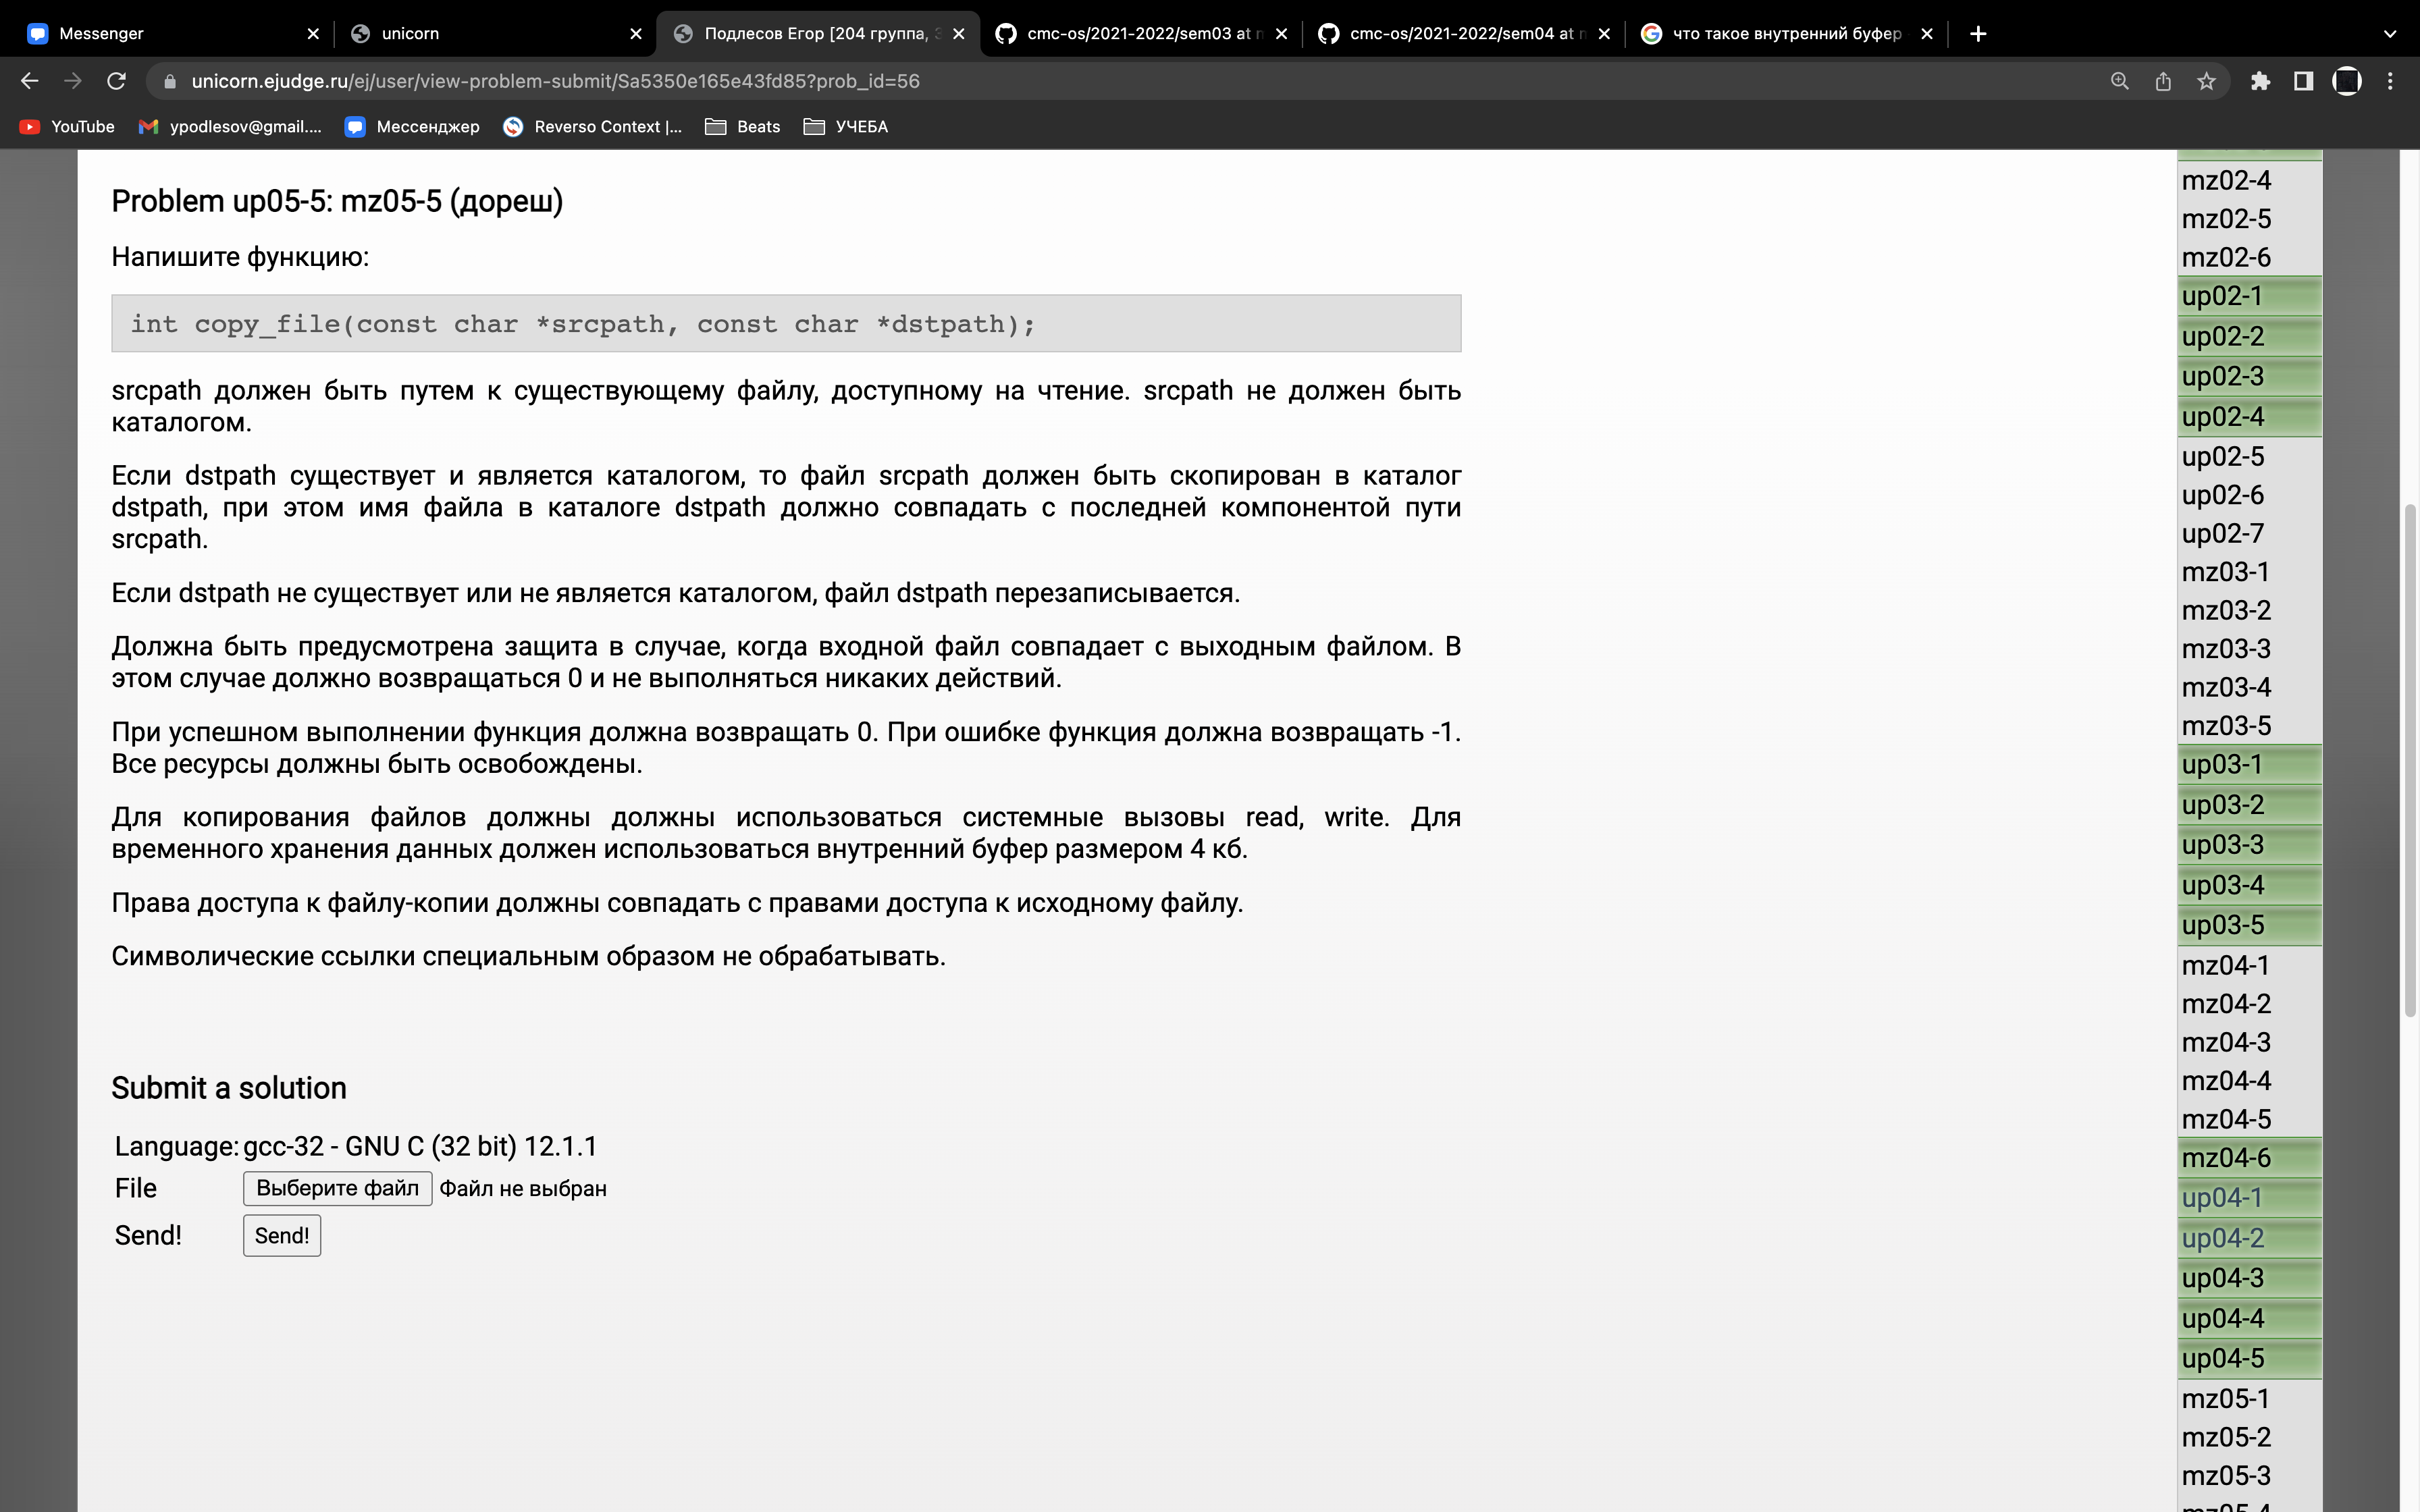 Messenger
unicorn
Подлесов Егор [204 группа,
cmc-os/2021-2022/sem03 at
cmc-os/2021-2022/sem04 at
что такое внутренний буфер
unicorn.ejudge.ru/ej/user/view-problem-submit/Sa5350e165e43fd85?prob_id=56
YouTube
ypodlesov@gmail....
Мессенджер
Reverso Context |...
Beats
УЧЕБА
Problem up05-5: mz05-5 (дореш)
Напишите функцию:
int copy_file(const char *srcpath, const char *dstpath);
srcpath должен быть путем к существующему файлу, доступному на чтение. srcpath не должен быть
каталогом.
Если dstpath существует и является каталогом, то файл srcpath должен быть скопирован в каталог
dstpath, при этом имя файла в каталоге dstpath должно совпадать с последней компонентой пути
srcpath.
Если dstpath не существует или не является каталогом, файл dstpath перезаписывается.
Должна быть предусмотрена защита в случае, когда входной файл совпадает с выходным файлом. В
этом случае должно возвращаться 0 и не выполняться никаких действий.
При успешном выполнении функция должна возвращать 0. При ошибке функция должна возвращать -1.
Все ресурсы должны быть освобождены.
Для копирования файлов должны должны использоваться системные вызовы read, write. Для
временного хранения данных должен использоваться внутренний буфер размером 4 кб.
Права доступа к файлу-копии должны совпадать с правами доступа к исходному файлу.
Символические ссылки специальным образом не обрабатывать.
Submit a solution
Language: gcc-32 - GNU C (32 bit) 12.1.1
File Выберите файл Файл не выбран
Send! Send!
mz02-4
mz02-5
mz02-6
up02-1
up02-2
up02-3
up02-4
up02-5
up02-6
up02-7
mz03-1
mz03-2
mz03-3
mz03-4
mz03-5
up03-1
up03-2
up03-3
up03-4
up03-5
mz04-1
mz04-2
mz04-3
mz04-4
mz04-5
mz04-6
up04-1
up04-2
up04-3
up04-4
up04-5
mz05-1
mz05-2
mz05-3